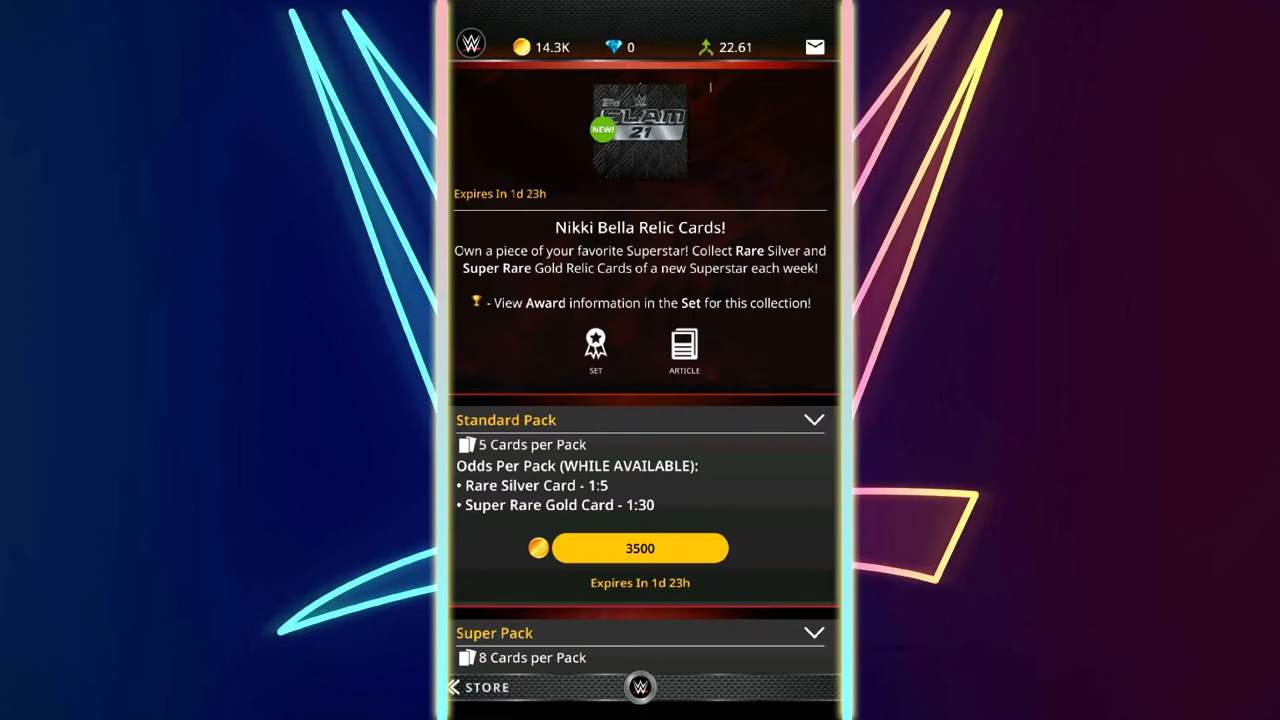 14.3K 0 22.61
Topps W
SLAM
NEW! 21
Expires In 1d 23h
Nikki Bella Relic Cards!
Own a piece of your favorite Superstar! Collect Rare Silver and
Super Rare Gold Relic Cards of a new Superstar each week!
- View Award information in the Set for this collection!
SET ARTICLE
Standard Pack
5 Cards per Pack
Odds Per Pack (WHILE AVAILABLE):
• Rare Silver Card - 1:5
• Super Rare Gold Card - 1:30
3500
Expires In 1d 23h
Super Pack
8 Cards per Pack
STORE